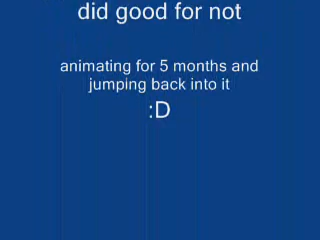 did good for not
animating for 5 months and
jumping back into it
:D